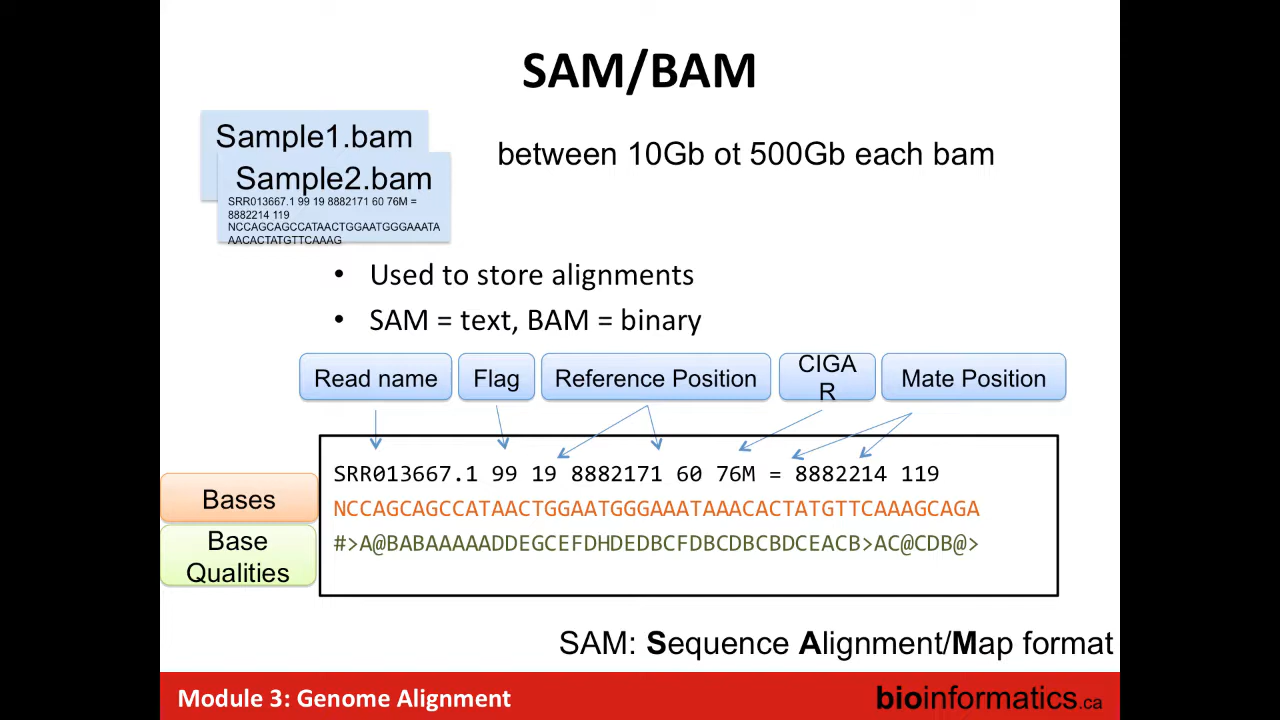 SAM/BAM
Sample1.bam
between 10Gb ot 500Gb each bam
Sample2.bam
SRR013667.1 99 19 8882171 60 76M =
8882214 119
NCCAGCAGCCATAACTGGAATGGGAAATA
AACACTATGTTCAAAG
• Used to store alignments
• SAM = text, BAM = binary
Read name
Flag
Reference Position
CIGA
R
Mate Position
SRR013667.1 99 19 8882171 60 76M = 8882214 119
Bases
NCCAGCAGCCATAACTGGAATGGGAAATAAACACTATGTTCAAAGCAGA
Base
Qualities
#>A@BABAAAAADDEGCEFDHDEDBCFDBCDBCBDCEACB>AC@CDB@>
SAM: Sequence Alignment/Map format
Module 3: Genome Alignment
bioinformatics.ca